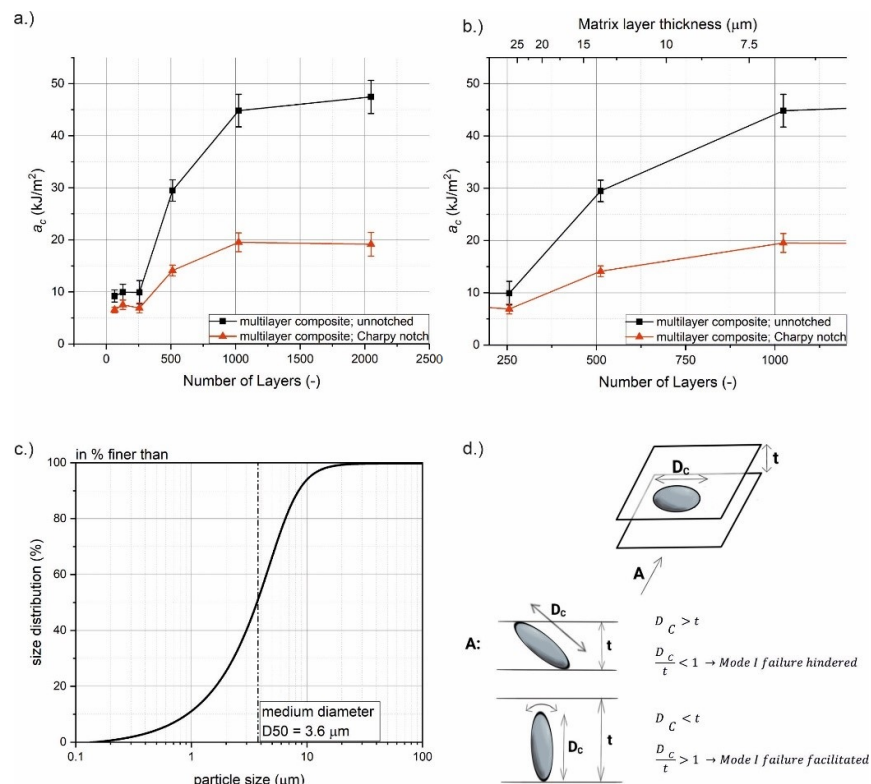 a.)
50
40
30
20
10
0
a_c (kJ/m²)
multilayer composite; unnotched
multilayer composite; Charpy notch
0 500 1000 1500 2000 2500
Number of Layers (-)
b.)
Matrix layer thickness (μm)
25 20 15 10 7.5
50
40
30
20
10
0
a_c (kJ/m²)
multilayer composite; unnotched
multilayer composite; Charpy notch
250 500 750 1000
Number of Layers (-)
c.)
in % finer than
100
80
60
40
20
0
size distribution (%)
medium diameter
D50 = 3.6 μm
0.1 1 10 100
particle size (μm)
d.)
t
D_C
A
A:
D_C
t
D_C > t
D_C/t < 1 → Mode I failure hindered
D_C
t
D_C < t
D_C/t > 1 → Mode I failure facilitated